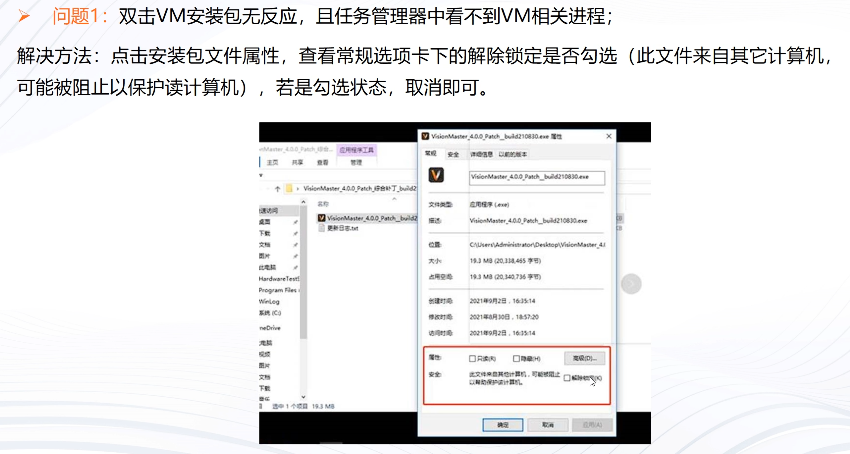 问题1：双击VM安装包无反应，且任务管理器中看不到VM相关进程；
解决方法：点击安装包文件属性，查看常规选项卡下的解除锁定是否勾选（此文件来自其它计算机，
可能被阻止以保护读计算机），若是勾选状态，取消即可。
VisionMaster_4.0.0_Patch__build210830.exe 属性
nMaster_4.0.0_Patch_综合...
应用程序工具
主页 共享 查看 管理
常规 安全 详细信息 以前的版本
VisionMaster_4.0.0_Patch__build210830.exe
VisionMaster_4.0.0_Patch_综合补丁_build2
名称
快速访问
VisionMaster_4.0.0_Patch__build2
更新日志.txt
桌面
下载
文档
图片
此电脑
HardwareTestS
Program Files
WinLog
系统 (C:)
neDrive
电脑
视频
图片
文档
下载
音乐
选中 1 个项目 19.3 MB
文件类型: 应用程序 (.exe)
描述: VisionMaster_4.0.0_Patch__build210830.exe
位置: C:\Users\Administrator\Desktop\VisionMaster_4.0
大小: 19.3 MB (20,338,465 字节)
占用空间: 19.3 MB (20,340,736 字节)
创建时间: 2021年9月2日，16:35:14
修改时间: 2021年8月30日，18:57:20
访问时间: 2021年9月2日，16:35:14
属性: 只读(R) 隐藏(H) 高级(D)...
安全: 此文件来自其他计算机，可能被阻止 解除锁定(K)
以帮助保护该计算机。
确定 取消 应用(A)